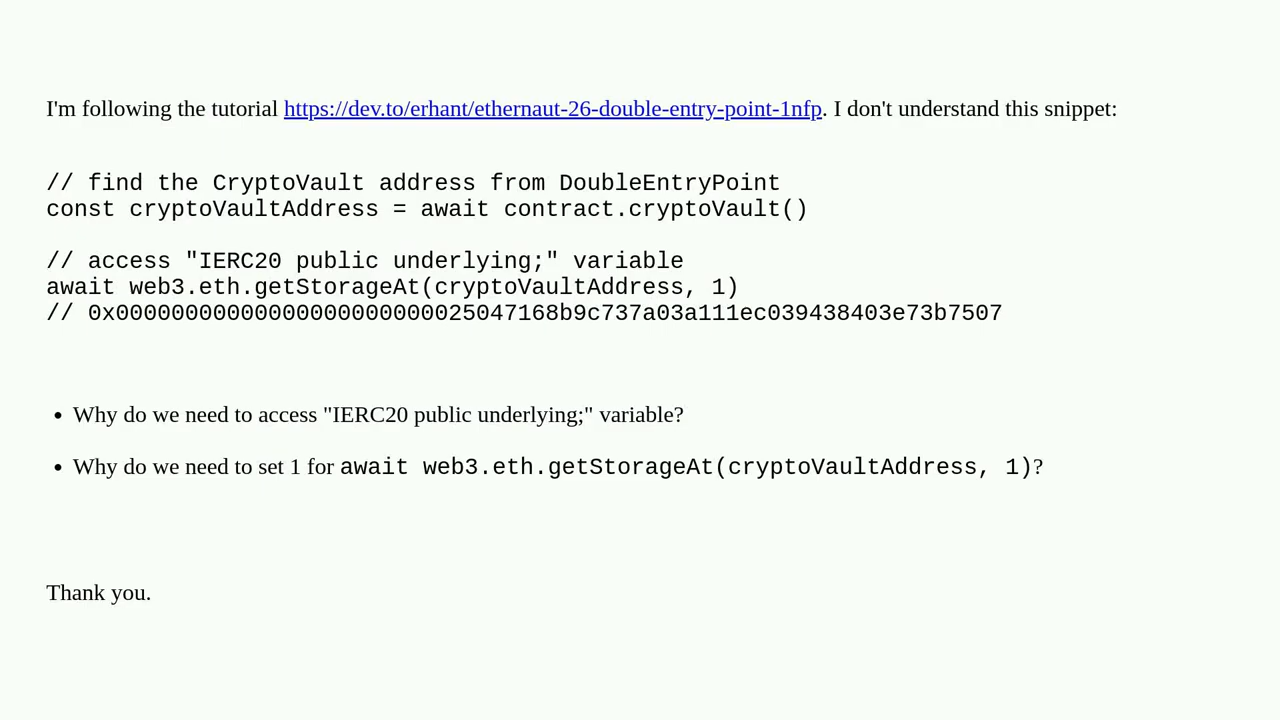 I'm following the tutorial https://dev.to/erhant/ethernaut-26-double-entry-point-1nfp. I don't understand this snippet:
// find the CryptoVault address from DoubleEntryPoint
const cryptoVaultAddress = await contract.cryptoVault()
// access "IERC20 public underlying;" variable
await web3.eth.getStorageAt(cryptoVaultAddress, 1)
// 0x00000000000000000000000025047168b9c737a03a111ec039438403e73b7507
• Why do we need to access "IERC20 public underlying;" variable?
• Why do we need to set 1 for await web3.eth.getStorageAt(cryptoVaultAddress, 1)?
Thank you.